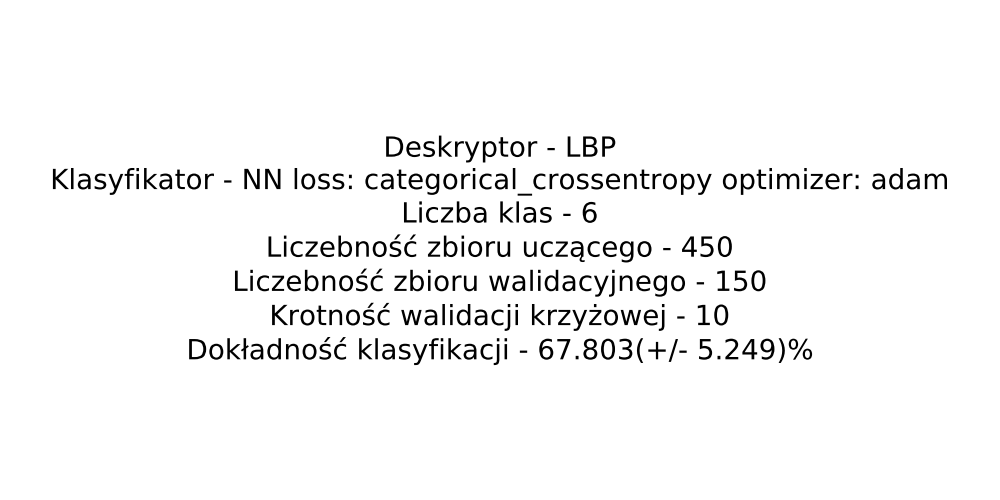 Deskryptor - LBP
Klasyfikator - NN loss: categorical_crossentropy optimizer: adam
Liczba klas - 6
Liczebność zbioru uczącego - 450
Liczebność zbioru walidacyjnego - 150
Krotność walidacji krzyżowej - 10
Dokładność klasyfikacji - 67.803(+/- 5.249)%